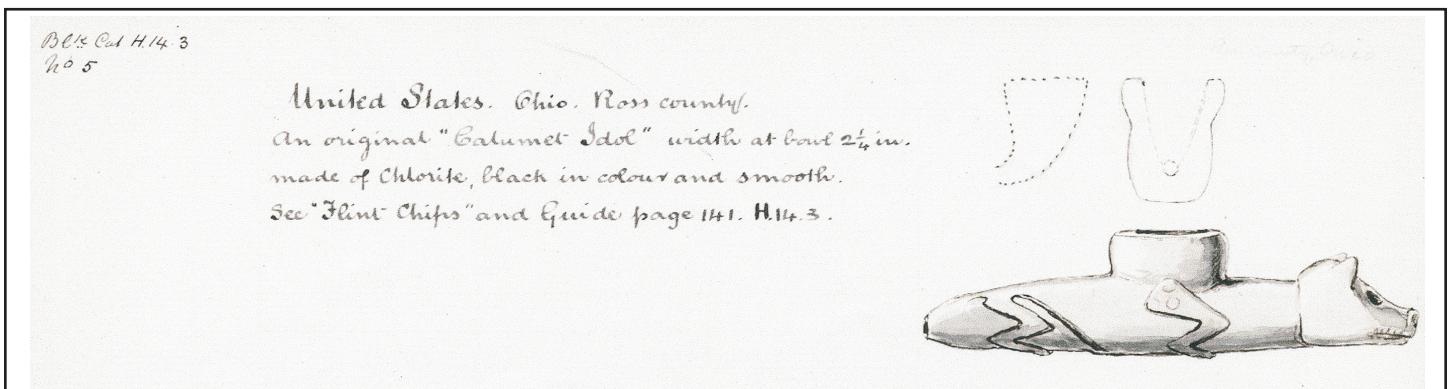 Blk Cat H.14.3
No 5
United States. Ohio. Ross county.
An original "Calumet Idol" width at bowl 2¼ in.
made of Chlorite, black in colour and smooth.
See "Flint Chips" and Guide page 141. H.14.3.